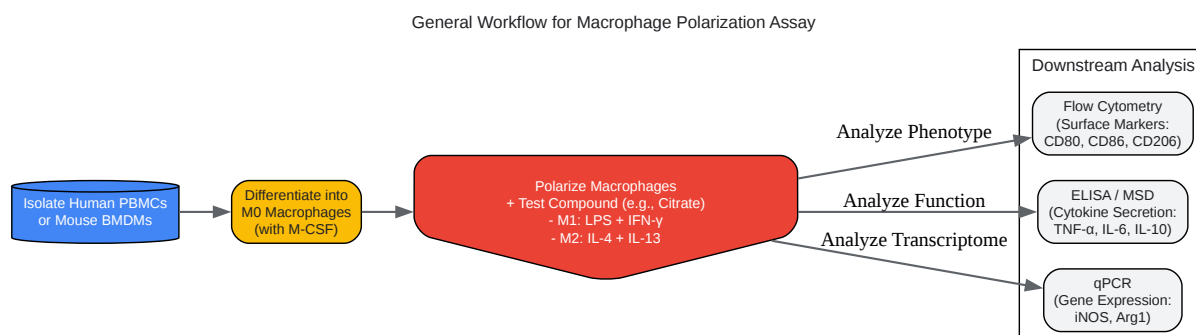 General Workflow for Macrophage Polarization Assay
Isolate Human PBMCs
or Mouse BMDMs
Differentiate into
M0 Macrophages
(with M-CSF)
Polarize Macrophages
+ Test Compound (e.g., Citrate)
- M1: LPS + IFN-γ
- M2: IL-4 + IL-13
Analyze Phenotype
Analyze Function
Analyze Transcriptome
Downstream Analysis
Flow Cytometry
(Surface Markers:
CD80, CD86, CD206)
ELISA / MSD
(Cytokine Secretion:
TNF-α, IL-6, IL-10)
qPCR
(Gene Expression:
iNOS, Arg1)